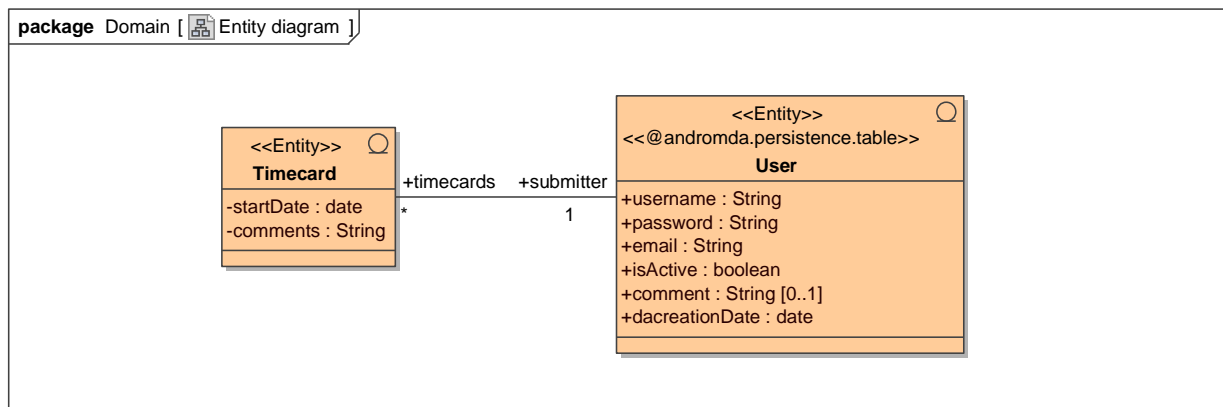 package Domain [ Entity diagram ]
<<Entity>>
Timecard
-startDate : date
-comments : String
+timecards
*
+submitter
1
<<Entity>>
<<@andromda.persistence.table>>
User
+username : String
+password : String
+email : String
+isActive : boolean
+comment : String [0..1]
+dacreationDate : date